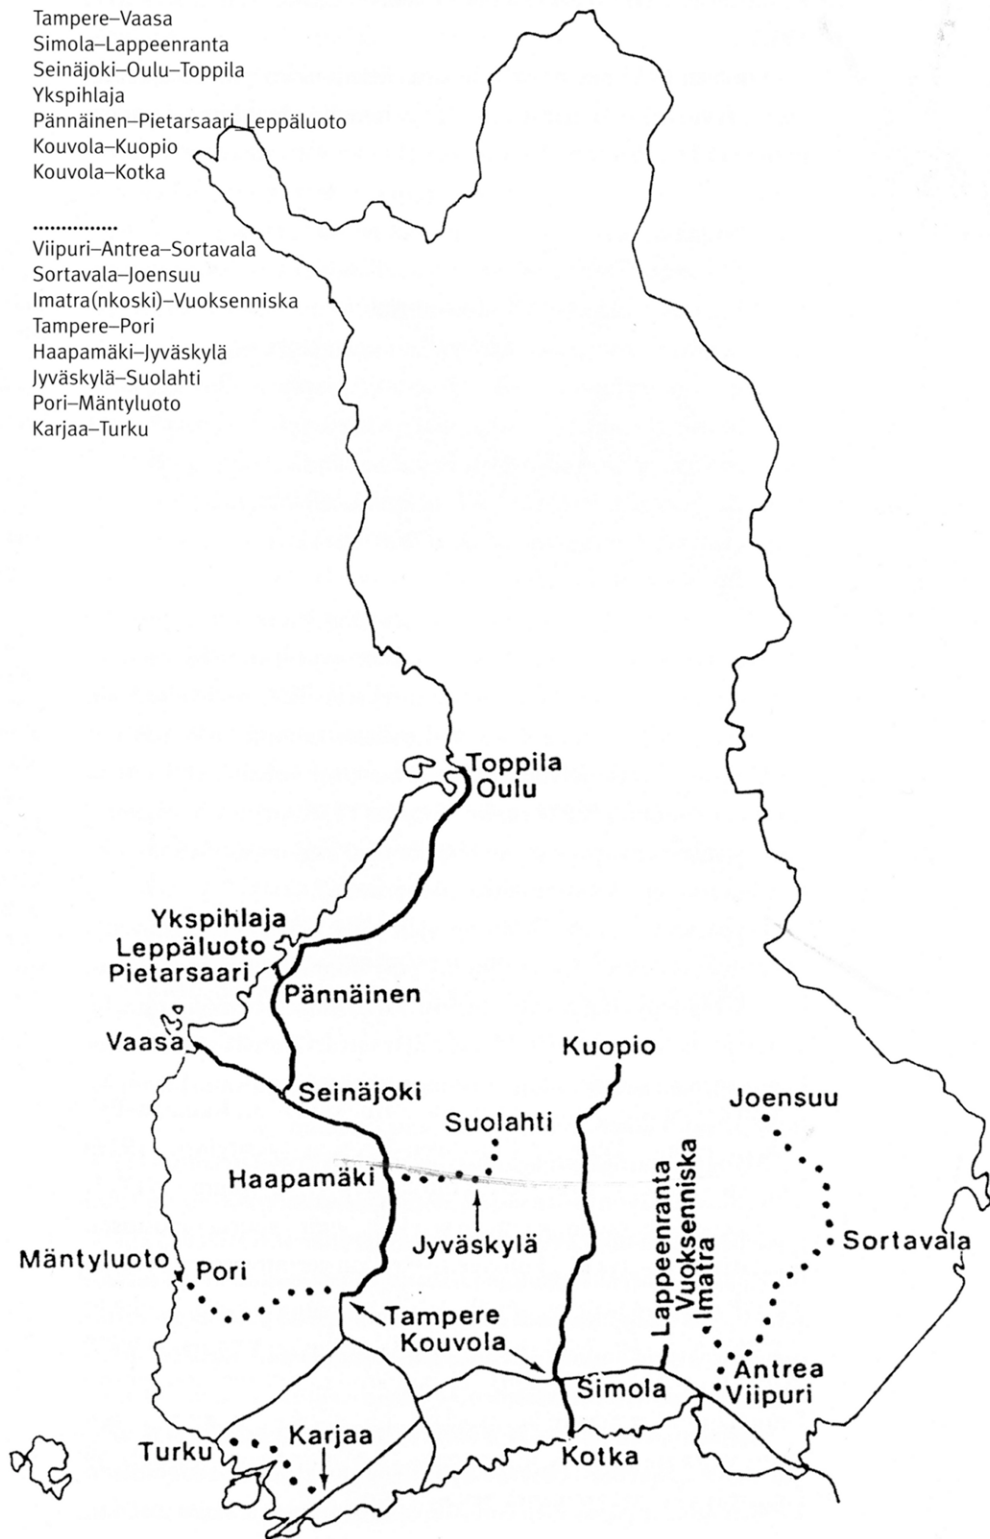 Tampere–Vaasa
Simola–Lappeenranta
Seinäjoki–Oulu–Toppila
Ykspihlaja
Pännäinen–Pietarsaari_Leppäluoto
Kouvola–Kuopio
Kouvola–Kotka
...............
Viipuri–Antrea–Sortavala
Sortavala–Joensuu
Imatra(nkoski)–Vuoksenniska
Tampere–Pori
Haapamäki–Jyväskylä
Jyväskylä–Suolahti
Pori–Mäntyluoto
Karjaa–Turku
Toppila
Oulu
Ykspihlaja
Leppäluoto
Pietarsaari
Pännäinen
Vaasa
Kuopio
Seinäjoki
Joensuu
Suolahti
Haapamäki
Jyväskylä
Lappeenranta
Vuoksenniska
Imatra
Sortavala
Mäntyluoto
Pori
Tampere
Kouvola
Simola
Antrea
Viipuri
Turku
Karjaa
Kotka